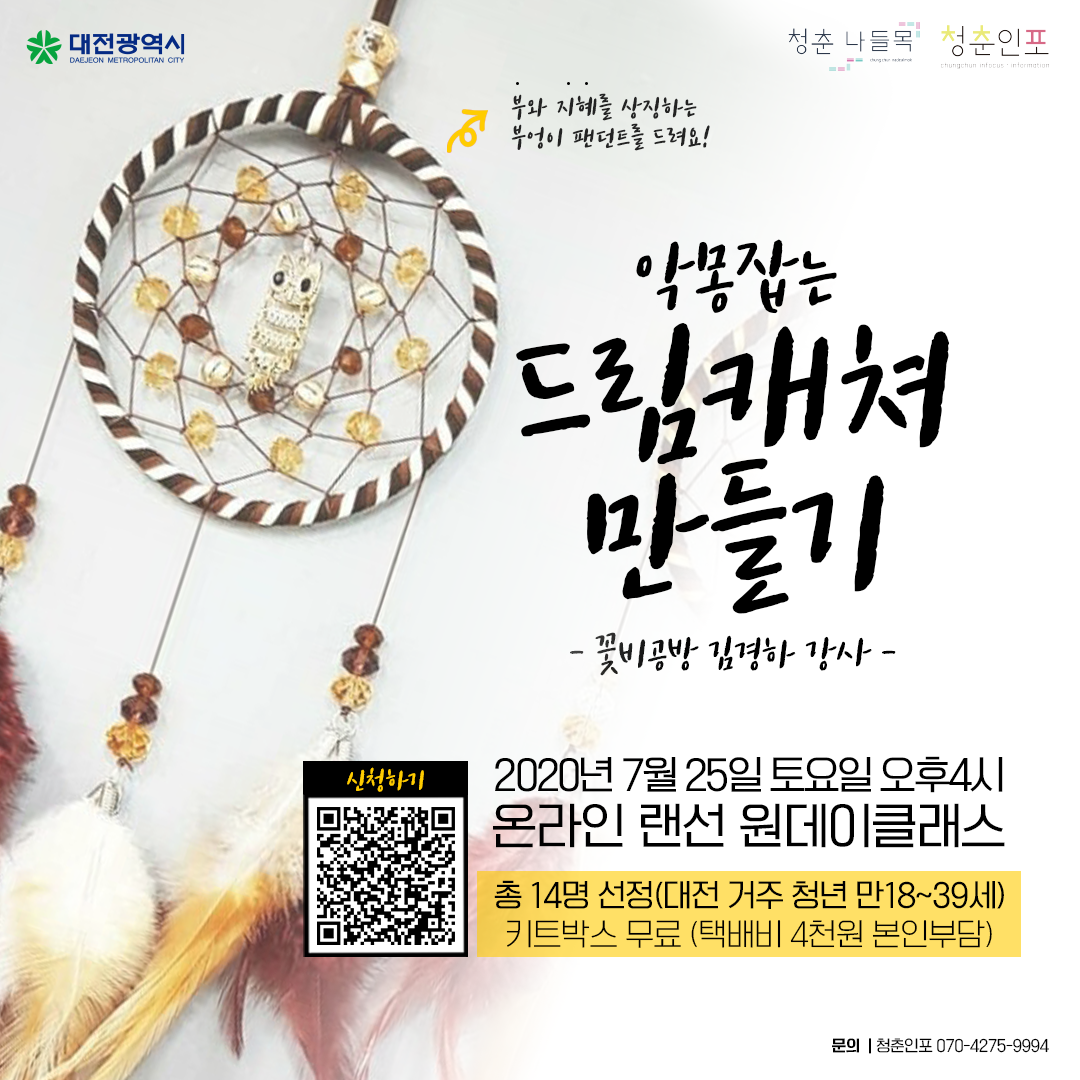 대전광역시
DAEJEON METROPOLITAN CITY
청춘 나들목
청춘인포
chungchun infocus · information
부와 지혜를 상징하는
부엉이 팬던트를 드려요!
악몽잡는
드림캐쳐
만들기
- 꽃비공방 김경하 강사 -
신청하기
2020년 7월 25일 토요일 오후4시
온라인 랜선 원데이클래스
총 14명 선정(대전 거주 청년 만18~39세)
키트박스 무료 (택배비 4천원 본인부담)
문의 | 청춘인포 070-4275-9994